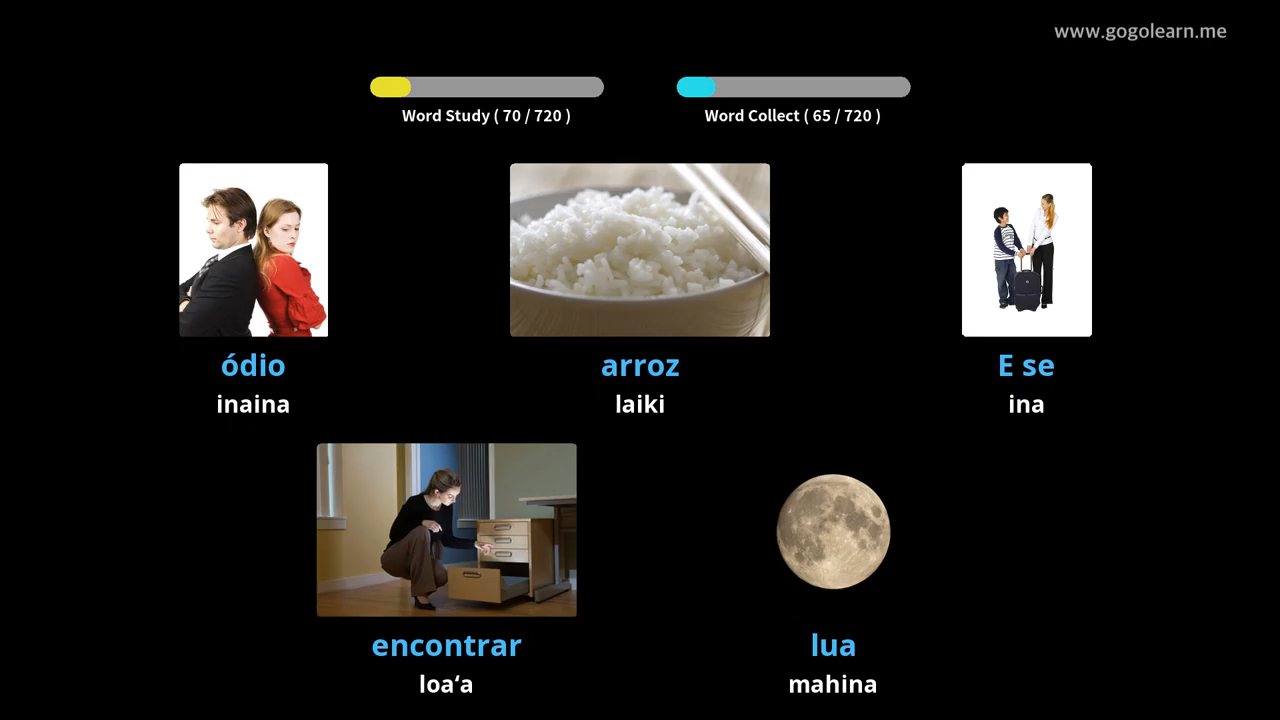 www.gogolearn.me
Word Study ( 70 / 720 )
Word Collect ( 65 / 720 )
ódio
inaina
arroz
laiki
E se
ina
encontrar
loaʻa
lua
mahina